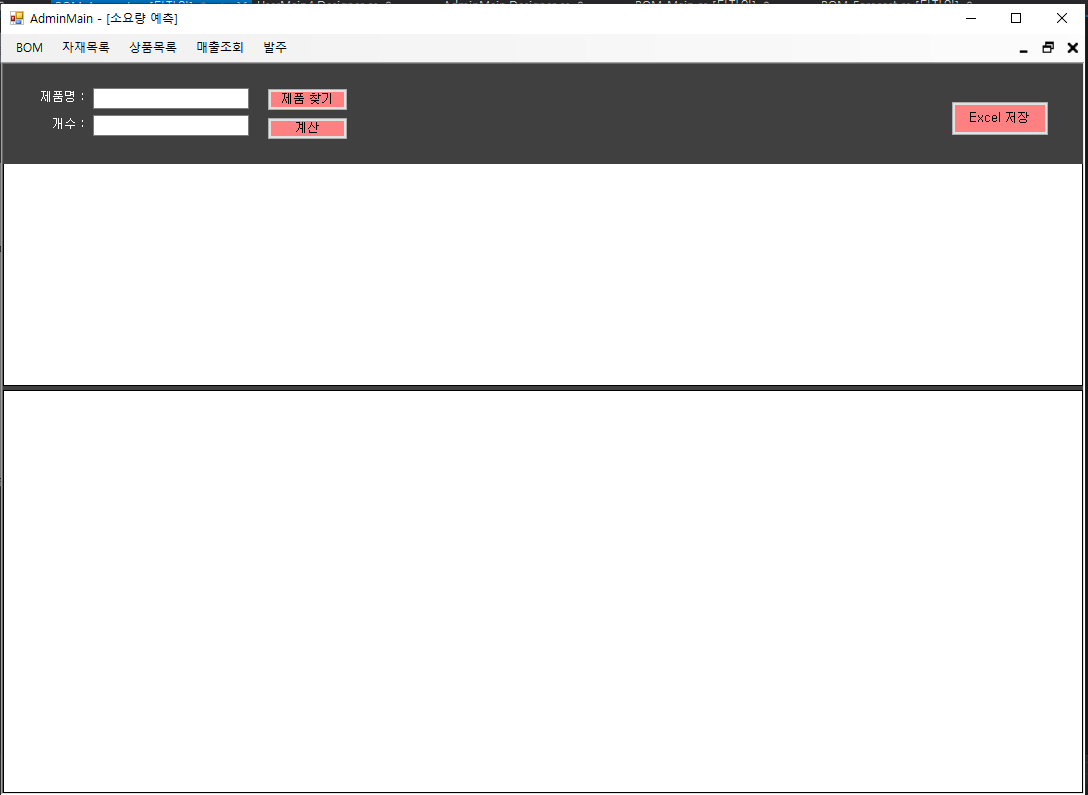 AdminMain - [소요량 예측]
BOM 자재목록 상품목록 매출조회 발주
제품명 : 제품 찾기
개수 : 계산
Excel 저장